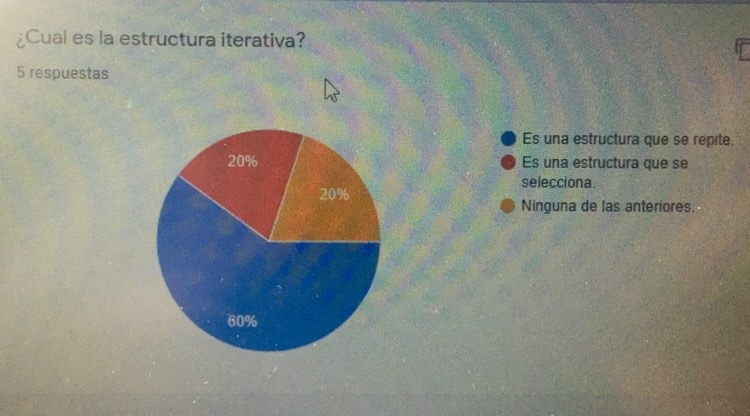 ¿Cual es la estructura iterativa?
5 respuestas
20%
20%
60%
Es una estructura que se repite.
Es una estructura que se
selecciona.
Ninguna de las anteriores.